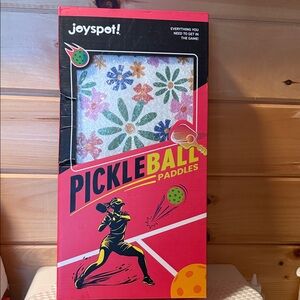 joyspot!
EVERYTHING YOU
NEED TO GET IN
THE GAME!
PICKLEBALL
PADDLES